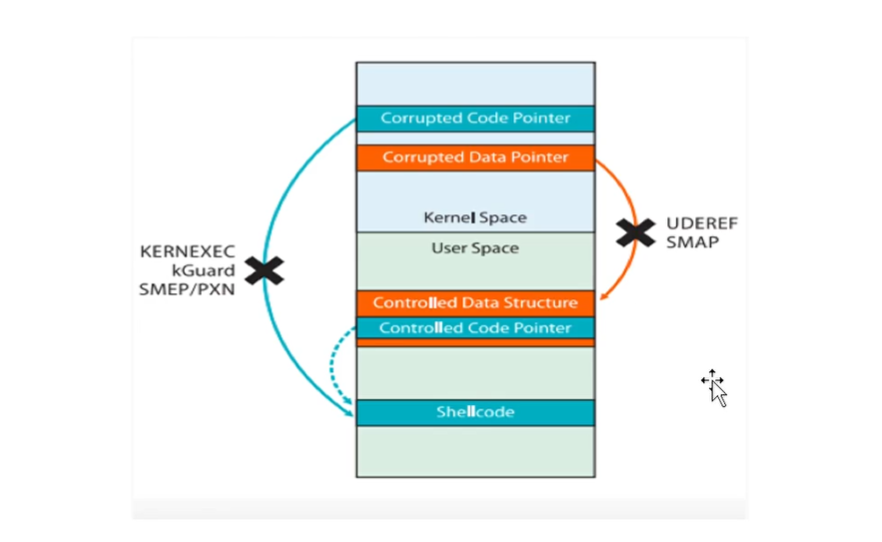 Corrupted Code Pointer
Corrupted Data Pointer
Kernel Space
User Space
KERNEXEC
kGuard
SMEP/PXN
UDEREF
SMAP
Controlled Data Structure
Controlled Code Pointer
Shellcode